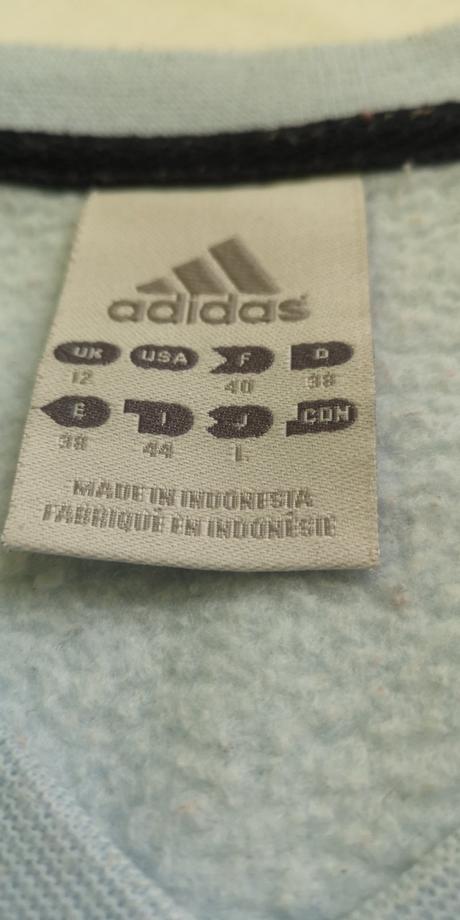 adidas
UK USA F D
12 40 38
E I J CDN
38 44 L
MADE IN INDONESIA
FABRIQUÉ EN INDONÉSIE